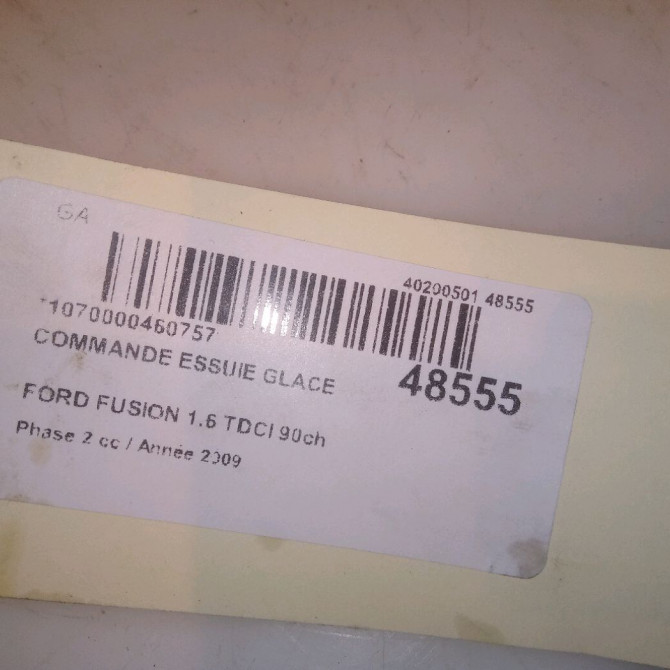 GA
40200501 48555
*1070000460757*
COMMANDE ESSUIE GLACE
48555
FORD FUSION 1.6 TDCI 90ch
Phase 2 cc / Année 2009